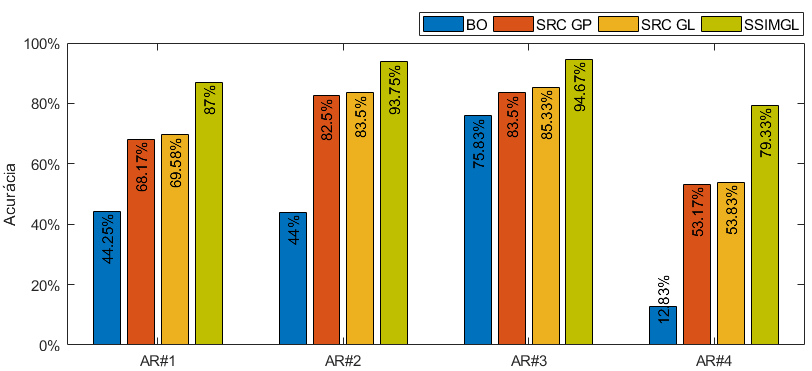 BO SRC GP SRC GL SSIMGL
100%
80%
60%
40%
20%
0%
Acurácia
44.25% 68.17% 69.58% 87%
44% 82.5% 83.5% 93.75%
75.83% 83.5% 85.33% 94.67%
12.83% 53.17% 53.83% 79.33%
AR#1 AR#2 AR#3 AR#4